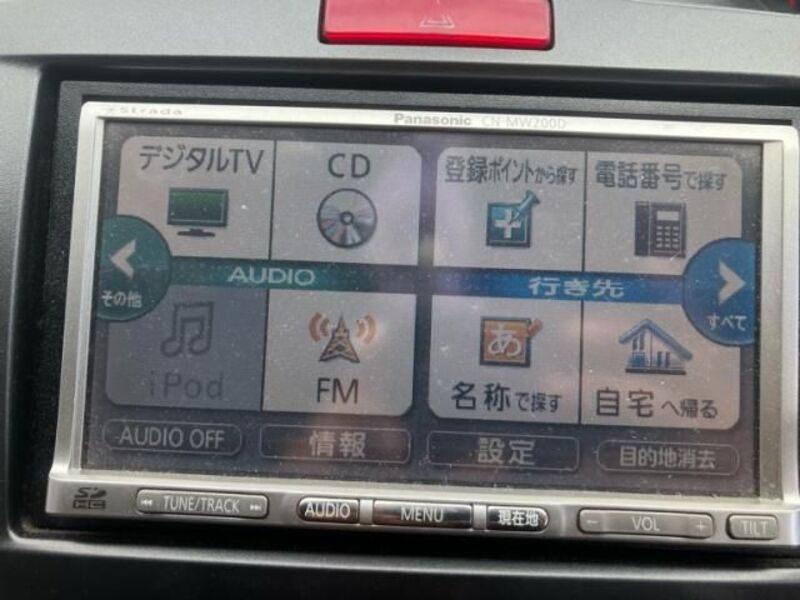 Strada
Panasonic CN-MW200D
デジタルTV
CD
登録ポイントから探す
電話番号で探す
その他
AUDIO
行き先
すべて
iPod
FM
あ
名称で探す
自宅へ帰る
AUDIO OFF
情報
設定
目的地消去
SD HC
TUNE/TRACK
AUDIO
MENU
現在地
− VOL +
TILT